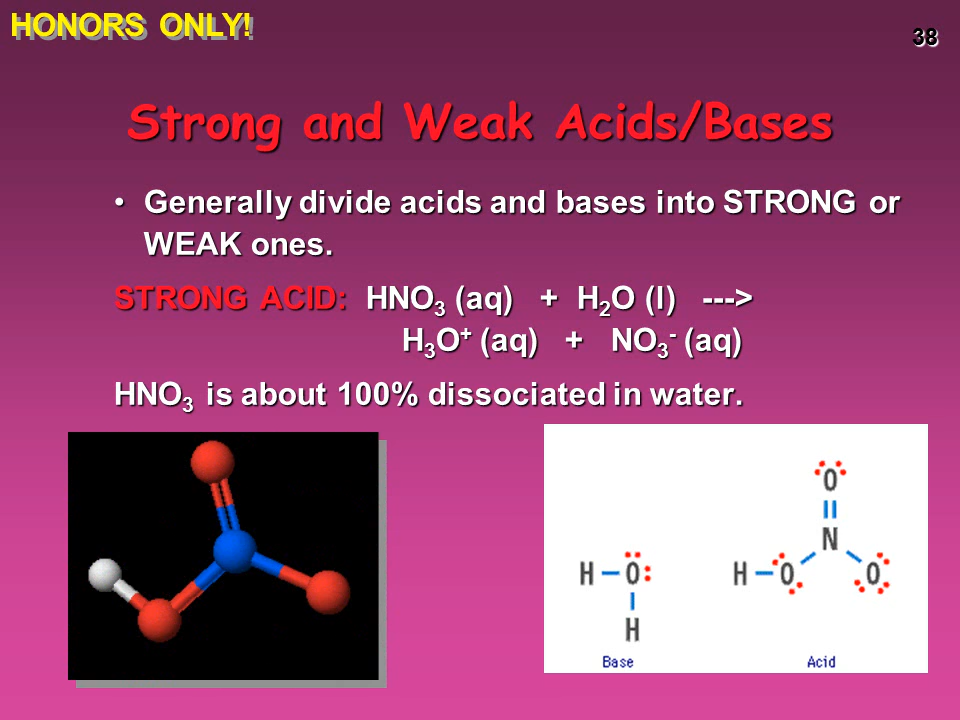 HONORS ONLY!
38
Strong and Weak Acids/Bases
• Generally divide acids and bases into STRONG or
WEAK ones.
STRONG ACID: HNO₃ (aq) + H₂O (l) --->
H₃O⁺ (aq) + NO₃⁻ (aq)
HNO₃ is about 100% dissociated in water.
O
N
H–O: H–O O
H
Base Acid